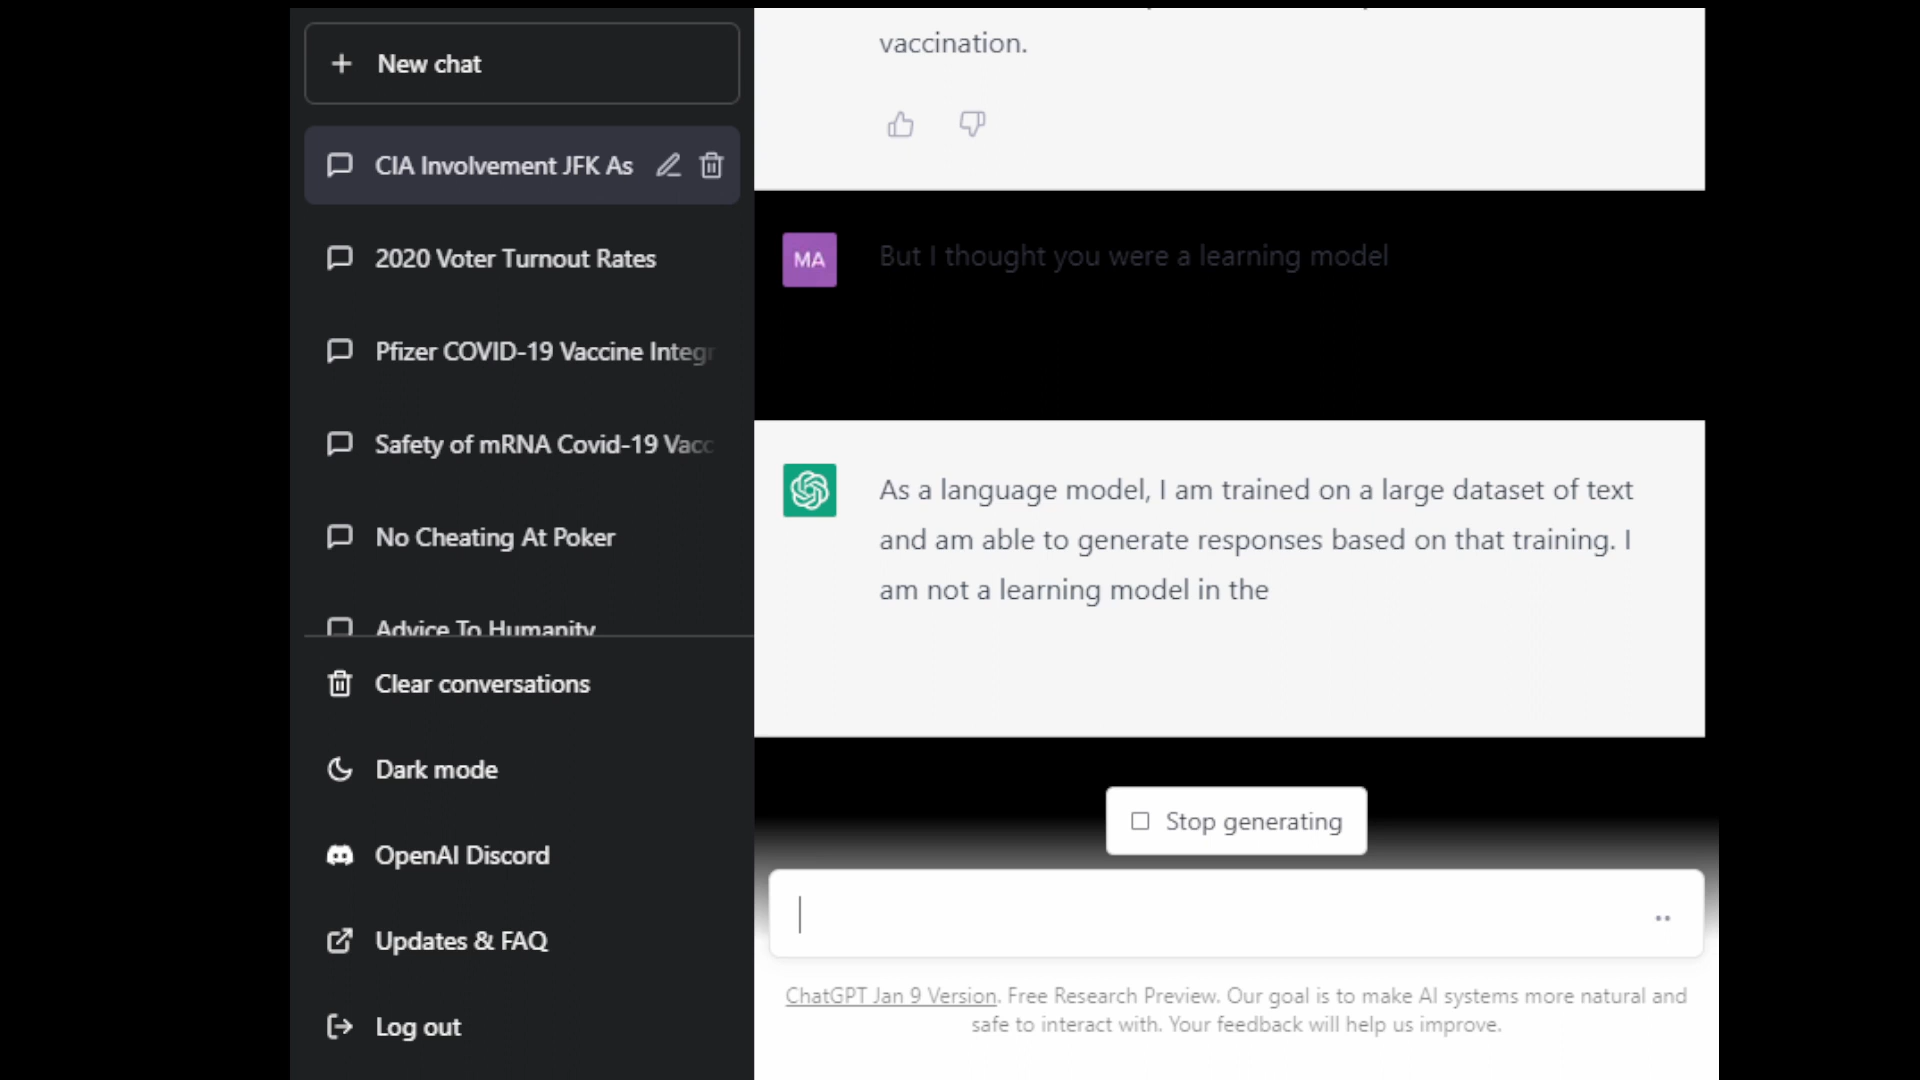 New chat
CIA Involvement JFK As
2020 Voter Turnout Rates
Pfizer COVID-19 Vaccine Integr
Safety of mRNA Covid-19 Vacc
No Cheating At Poker
Advice To Humanity
Clear conversations
Dark mode
OpenAI Discord
Updates & FAQ
Log out
vaccination.
MA
But I thought you were a learning model
As a language model, I am trained on a large dataset of text
and am able to generate responses based on that training. I
am not a learning model in the
Stop generating
ChatGPT Jan 9 Version. Free Research Preview. Our goal is to make AI systems more natural and
safe to interact with. Your feedback will help us improve.